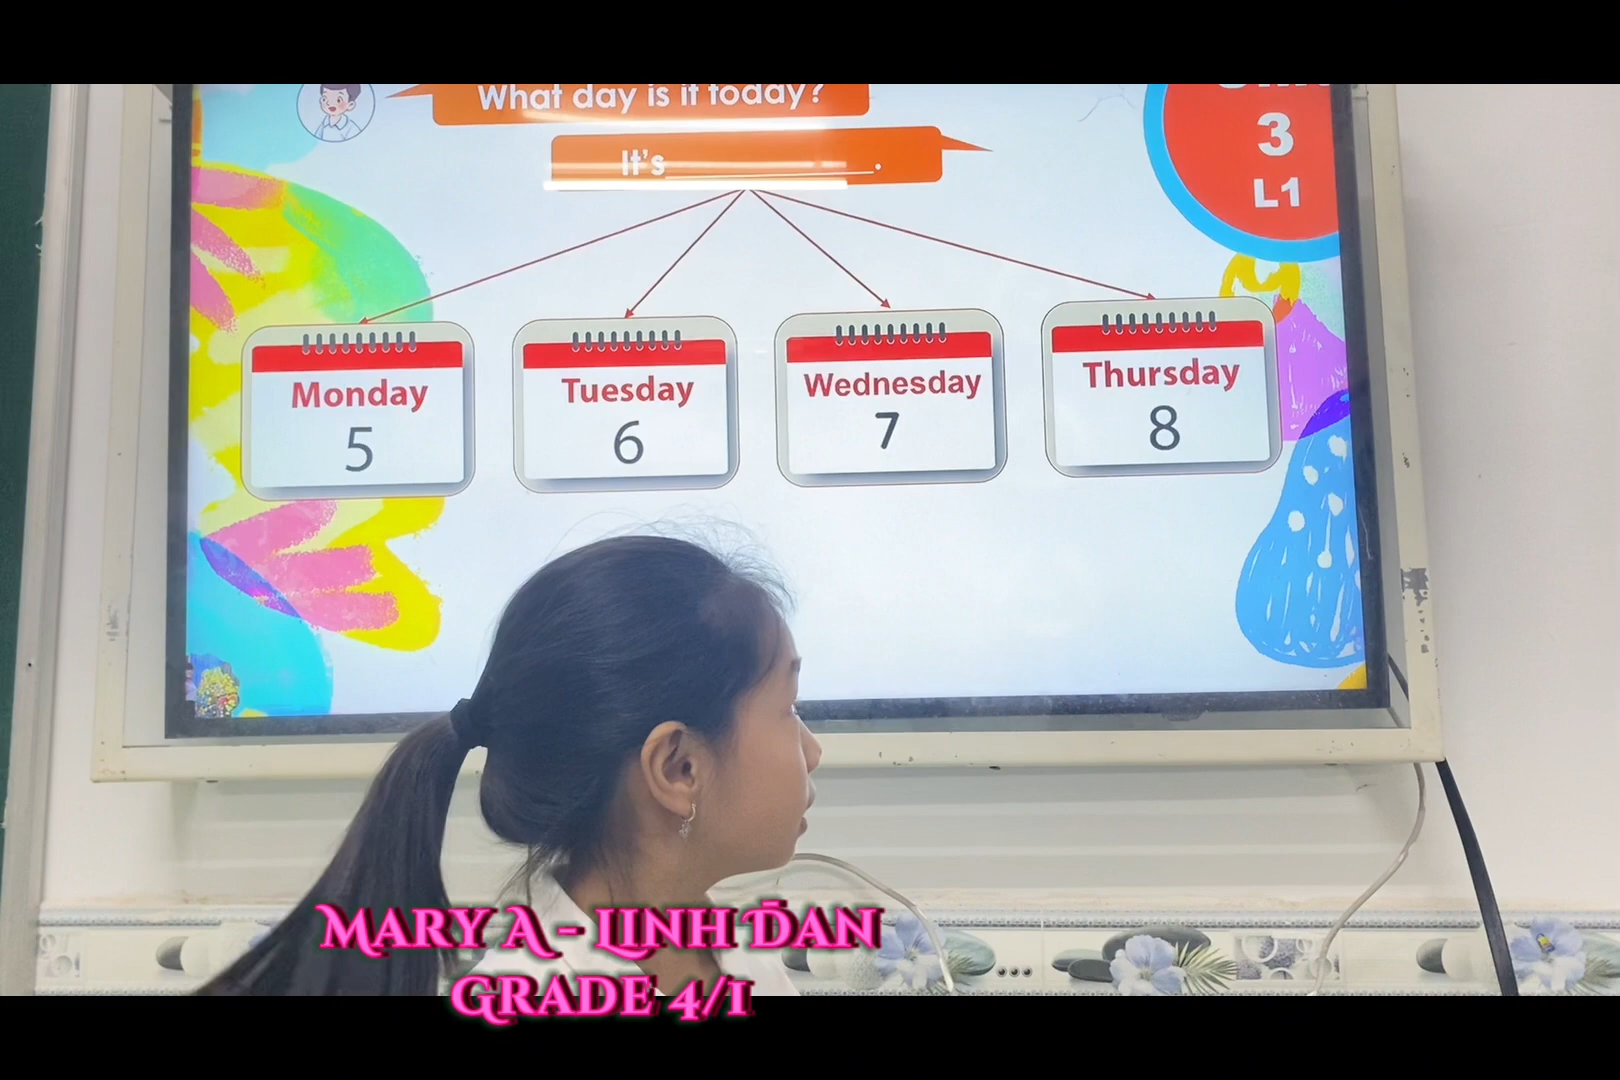 What day is it today?
It's ____________.
3
L1
Monday
5
Tuesday
6
Wednesday
7
Thursday
8
MARY A - LINH ĐAN
GRADE 4/1